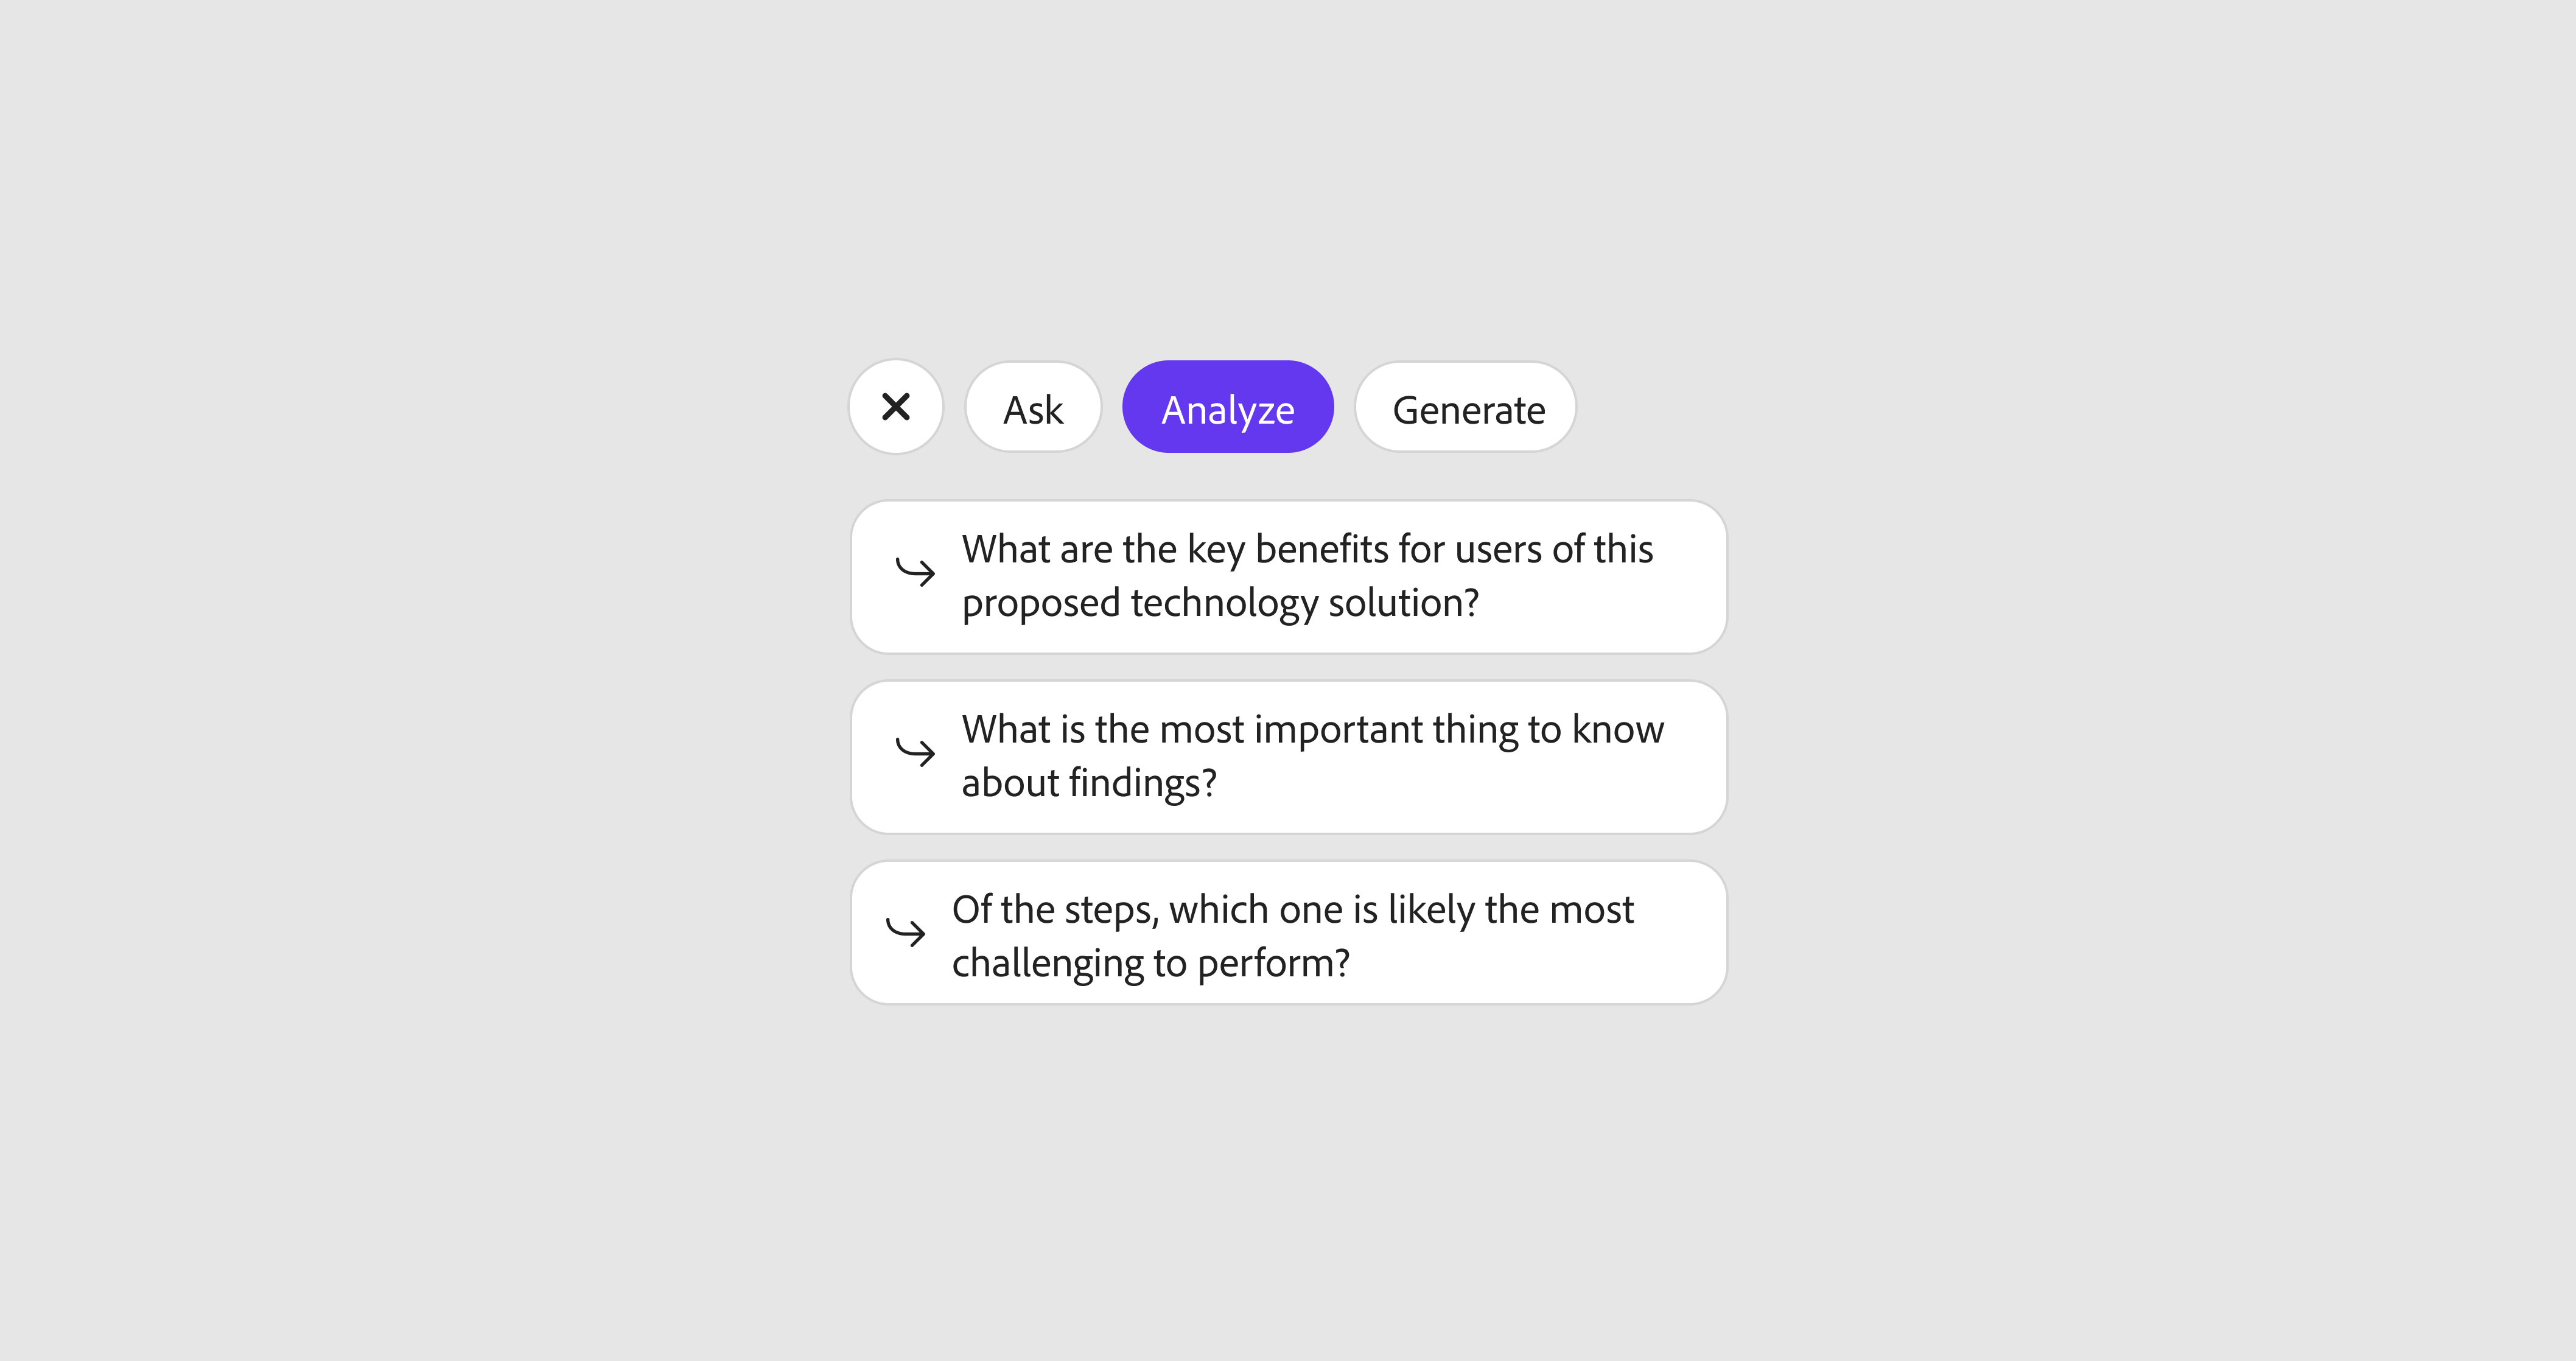 Ask Analyze Generate
What are the key benefits for users of this
proposed technology solution?
What is the most important thing to know
about findings?
Of the steps, which one is likely the most
challenging to perform?